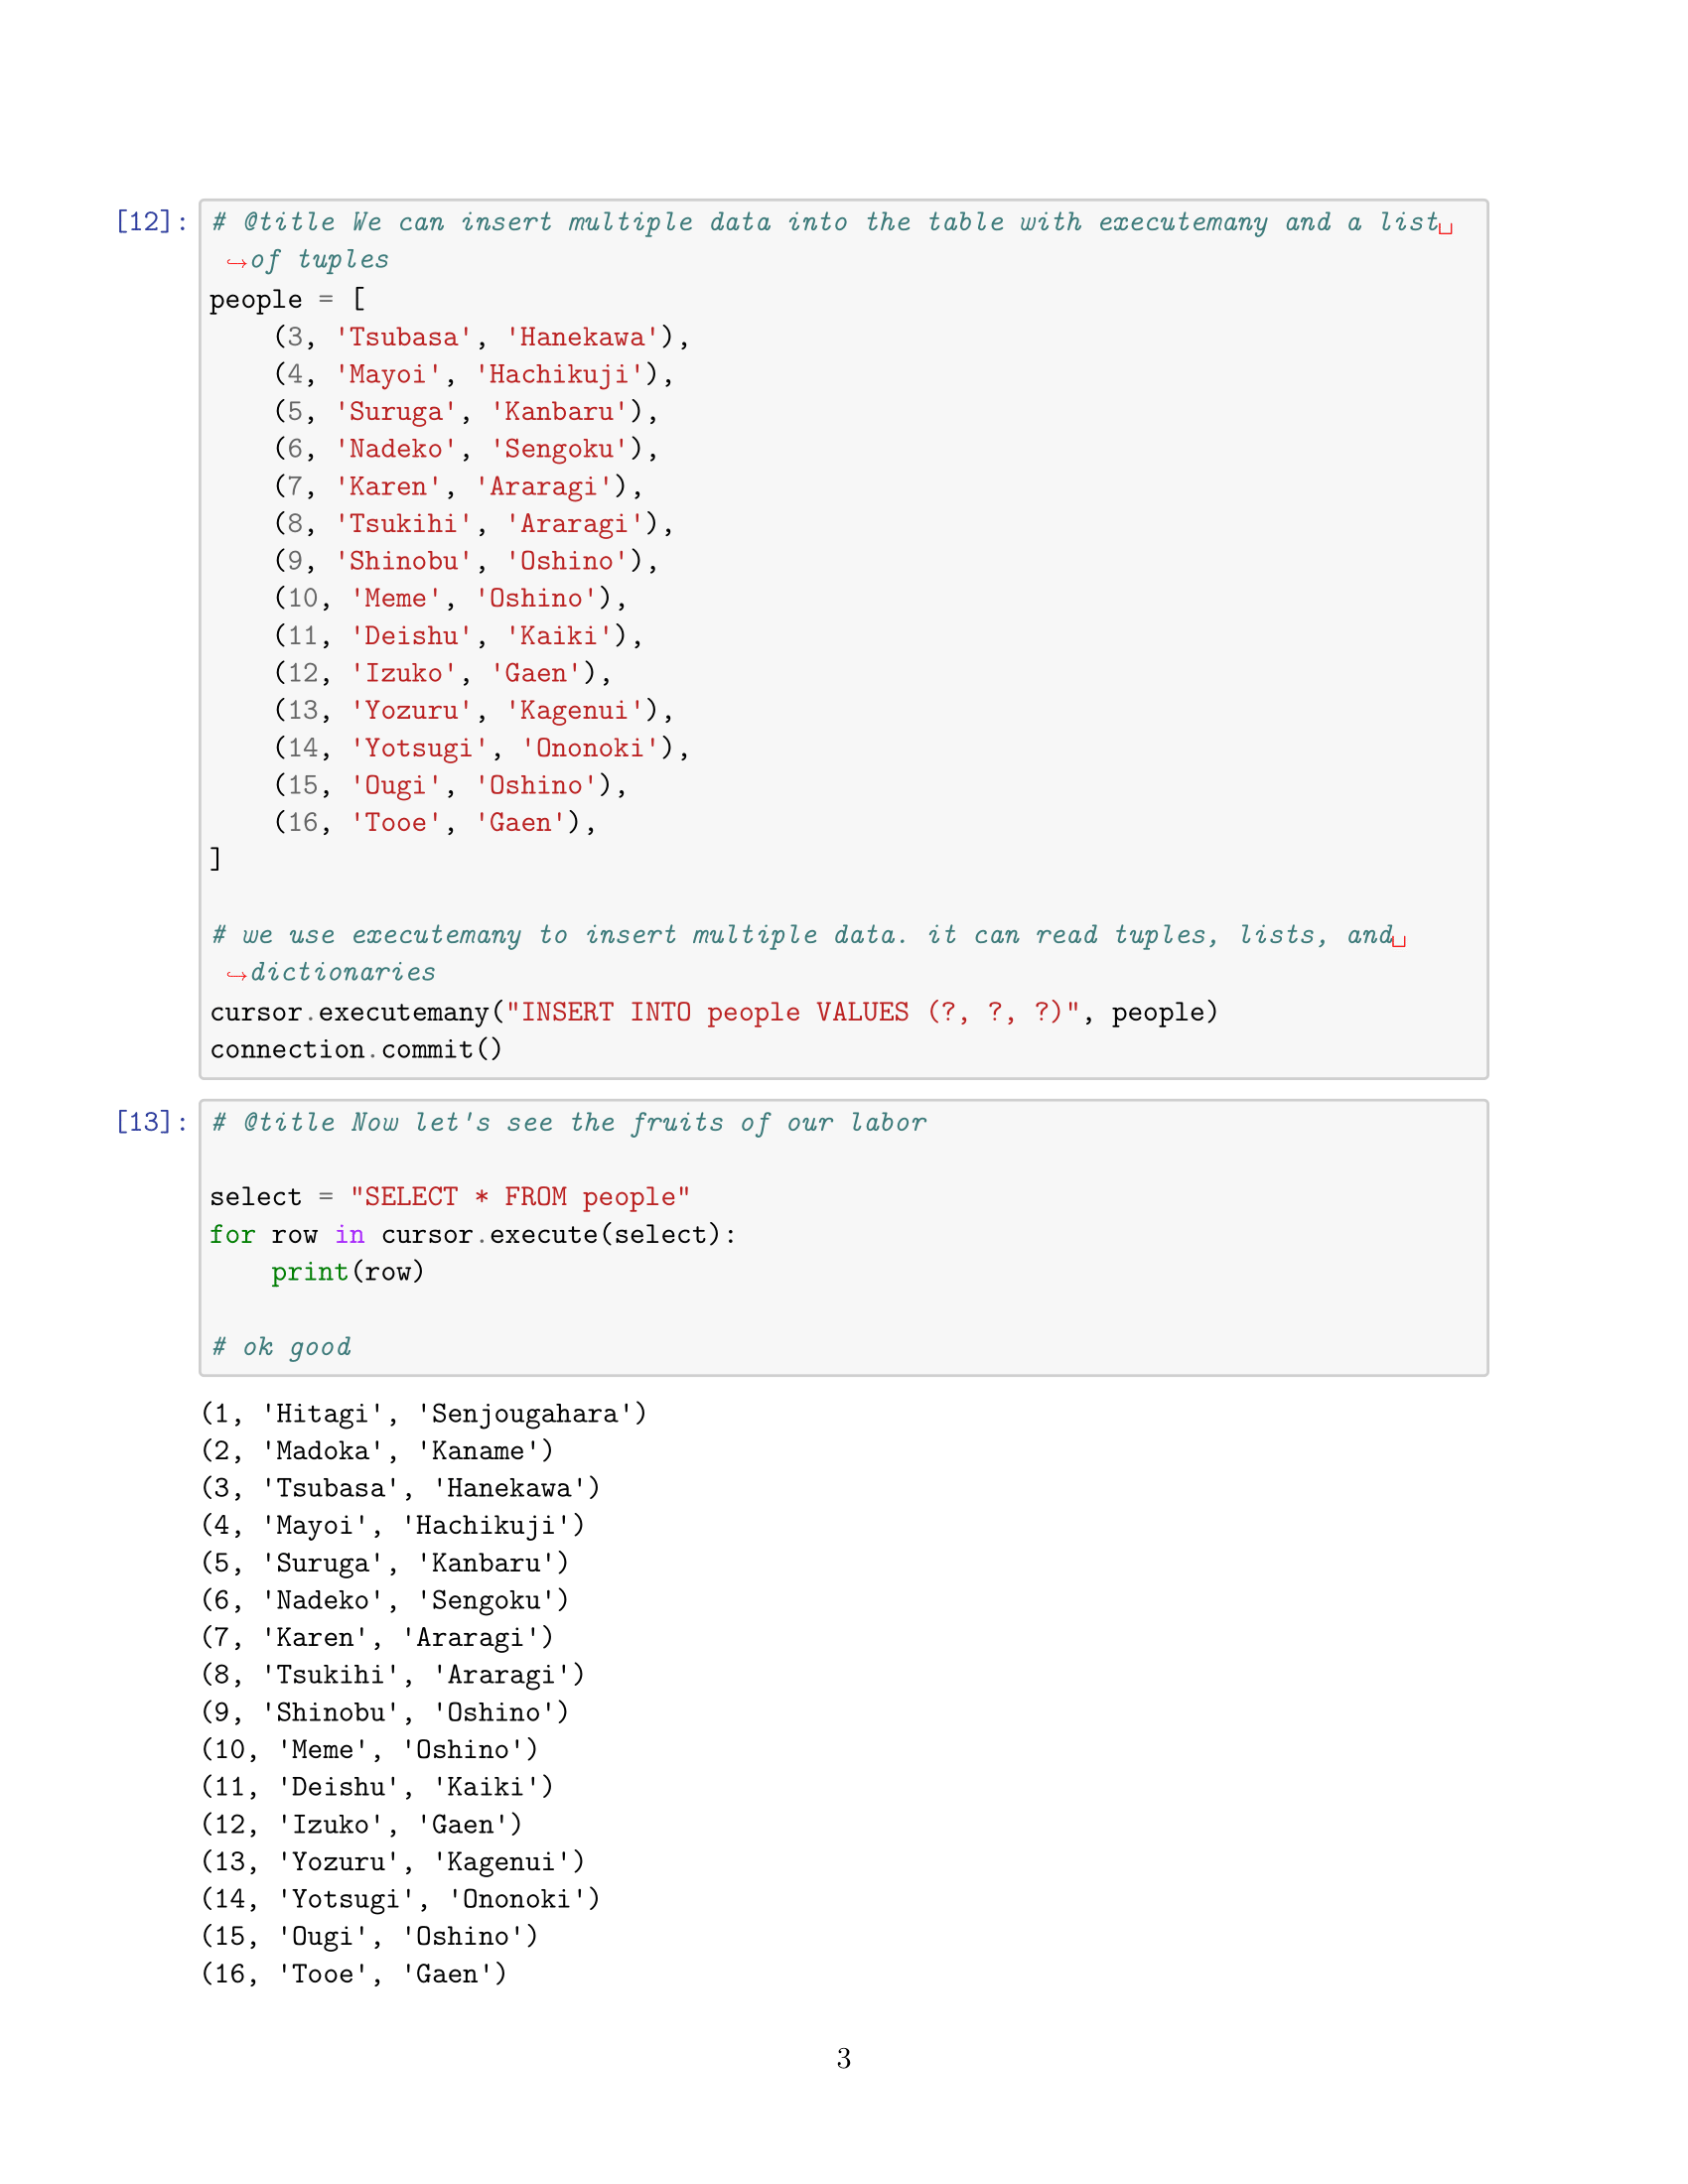 [12]: # @title We can insert multiple data into the table with executemany and a list␣
↪of tuples
people = [
    (3, 'Tsubasa', 'Hanekawa'),
    (4, 'Mayoi', 'Hachikuji'),
    (5, 'Suruga', 'Kanbaru'),
    (6, 'Nadeko', 'Sengoku'),
    (7, 'Karen', 'Araragi'),
    (8, 'Tsukihi', 'Araragi'),
    (9, 'Shinobu', 'Oshino'),
    (10, 'Meme', 'Oshino'),
    (11, 'Deishu', 'Kaiki'),
    (12, 'Izuko', 'Gaen'),
    (13, 'Yozuru', 'Kagenui'),
    (14, 'Yotsugi', 'Ononoki'),
    (15, 'Ougi', 'Oshino'),
    (16, 'Tooe', 'Gaen'),
]
# we use executemany to insert multiple data. it can read tuples, lists, and␣
↪dictionaries
cursor.executemany("INSERT INTO people VALUES (?, ?, ?)", people)
connection.commit()
[13]: # @title Now let's see the fruits of our labor
select = "SELECT * FROM people"
for row in cursor.execute(select):
    print(row)
# ok good
(1, 'Hitagi', 'Senjougahara')
(2, 'Madoka', 'Kaname')
(3, 'Tsubasa', 'Hanekawa')
(4, 'Mayoi', 'Hachikuji')
(5, 'Suruga', 'Kanbaru')
(6, 'Nadeko', 'Sengoku')
(7, 'Karen', 'Araragi')
(8, 'Tsukihi', 'Araragi')
(9, 'Shinobu', 'Oshino')
(10, 'Meme', 'Oshino')
(11, 'Deishu', 'Kaiki')
(12, 'Izuko', 'Gaen')
(13, 'Yozuru', 'Kagenui')
(14, 'Yotsugi', 'Ononoki')
(15, 'Ougi', 'Oshino')
(16, 'Tooe', 'Gaen')
3